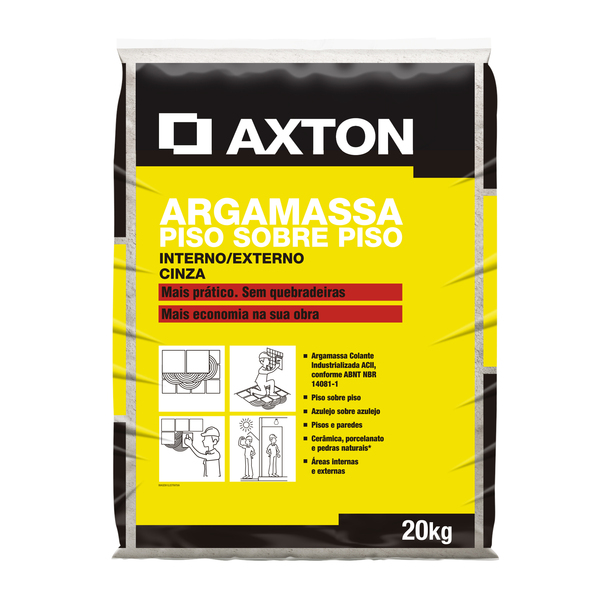 AXTON
ARGAMASSA
PISO SOBRE PISO
INTERNO/EXTERNO
CINZA
Mais prático. Sem quebradeiras
Mais economia na sua obra
■ Argamassa Colante
Industrializada ACII,
conforme ABNT NBR
14081-1
■ Piso sobre piso
■ Azulejo sobre azulejo
■ Pisos e paredes
■ Cerâmica, porcelanato
e pedras naturais*
■ Áreas internas
e externas
20kg